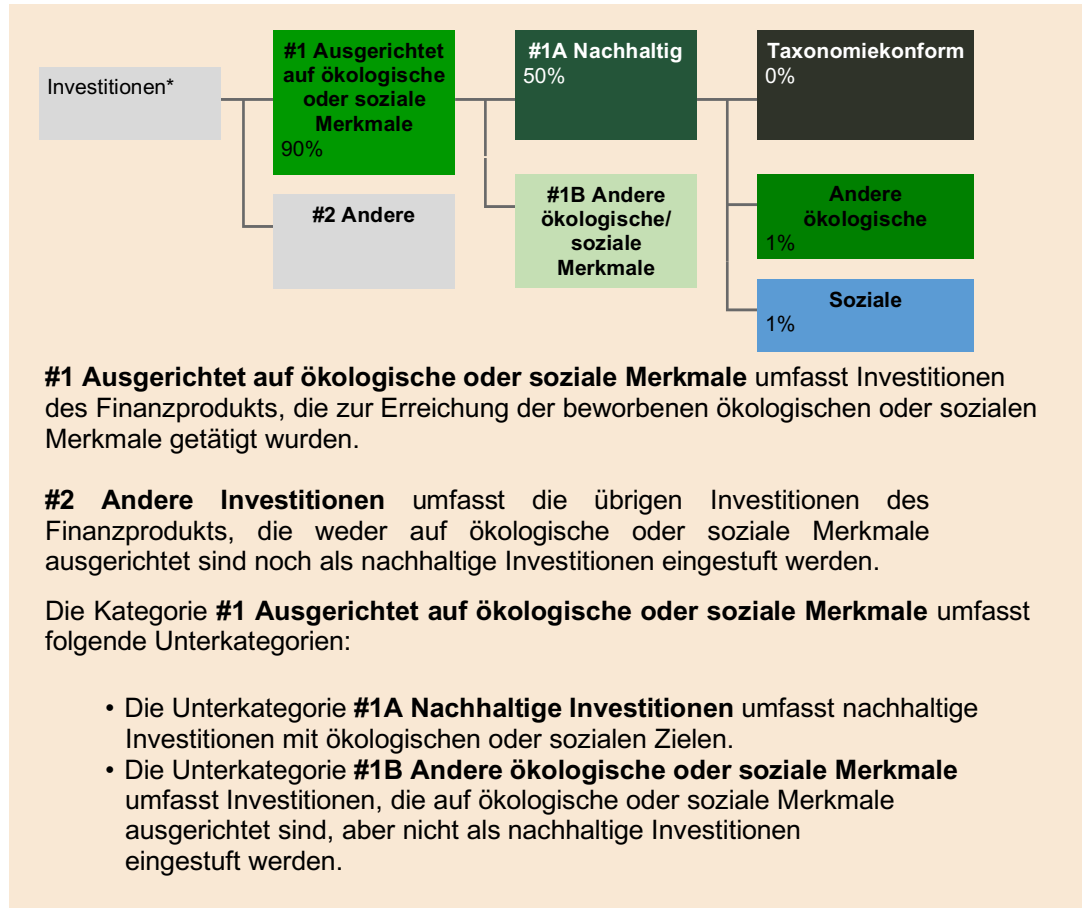 Investitionen*
#1 Ausgerichtet
auf ökologische
oder soziale
Merkmale
90%
#2 Andere
#1A Nachhaltig
50%
#1B Andere
ökologische/
soziale
Merkmale
Taxonomiekonform
0%
Andere
ökologische
1%
Soziale
1%
#1 Ausgerichtet auf ökologische oder soziale Merkmale umfasst Investitionen
des Finanzprodukts, die zur Erreichung der beworbenen ökologischen oder sozialen
Merkmale getätigt wurden.
#2 Andere Investitionen umfasst die übrigen Investitionen des
Finanzprodukts, die weder auf ökologische oder soziale Merkmale
ausgerichtet sind noch als nachhaltige Investitionen eingestuft werden.
Die Kategorie #1 Ausgerichtet auf ökologische oder soziale Merkmale umfasst
folgende Unterkategorien:
• Die Unterkategorie #1A Nachhaltige Investitionen umfasst nachhaltige
Investitionen mit ökologischen oder sozialen Zielen.
• Die Unterkategorie #1B Andere ökologische oder soziale Merkmale
umfasst Investitionen, die auf ökologische oder soziale Merkmale
ausgerichtet sind, aber nicht als nachhaltige Investitionen
eingestuft werden.